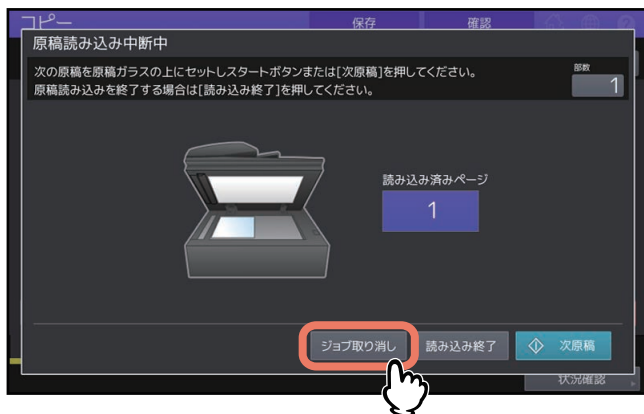 コピー
保存
確認
原稿読み込み中断中
次の原稿を原稿ガラスの上にセットしスタートボタンまたは[次原稿]を押してください。
原稿読み込みを終了する場合は[読み込み終了]を押してください。
部数
1
読み込み済みページ
1
ジョブ取り消し
読み込み終了
次原稿
状況確認